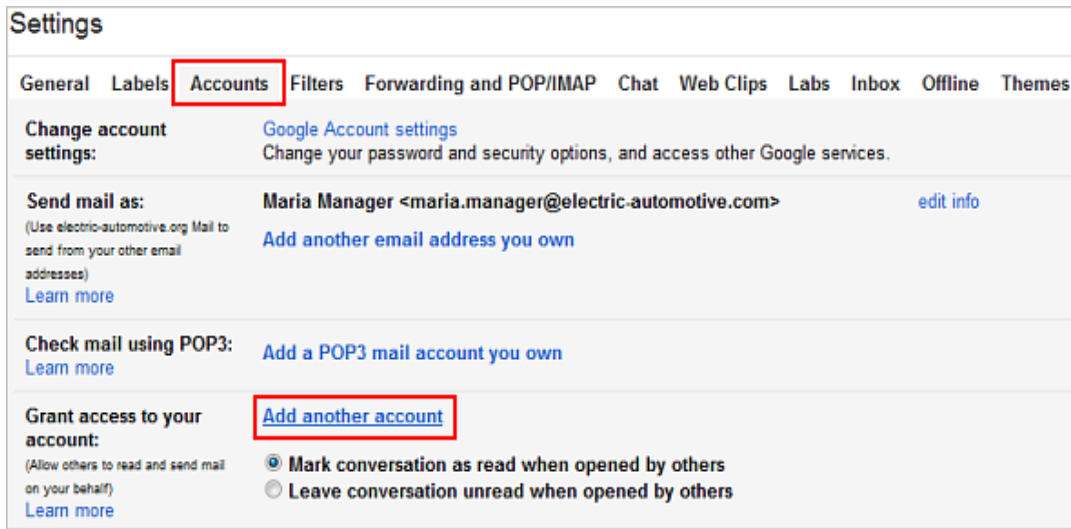 Settings
General Labels Accounts Filters Forwarding and POP/IMAP Chat Web Clips Labs Inbox Offline Themes
Change account
settings:
Google Account settings
Change your password and security options, and access other Google services.
Send mail as:
(Use electric-automotive.org Mail to
send from your other email
addresses)
Learn more
Maria Manager <maria.manager@electric-automotive.com>
edit info
Add another email address you own
Check mail using POP3:
Learn more
Add a POP3 mail account you own
Grant access to your
account:
(Allow others to read and send mail
on your behalf)
Learn more
Add another account
Mark conversation as read when opened by others
Leave conversation unread when opened by others